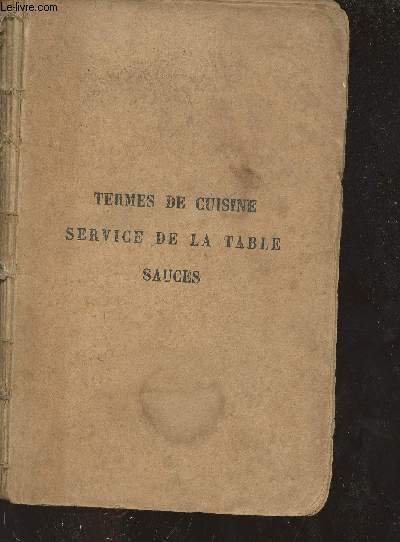 Le-livre.com
TERMES DE CUISINE
SERVICE DE LA TABLE
SAUCES